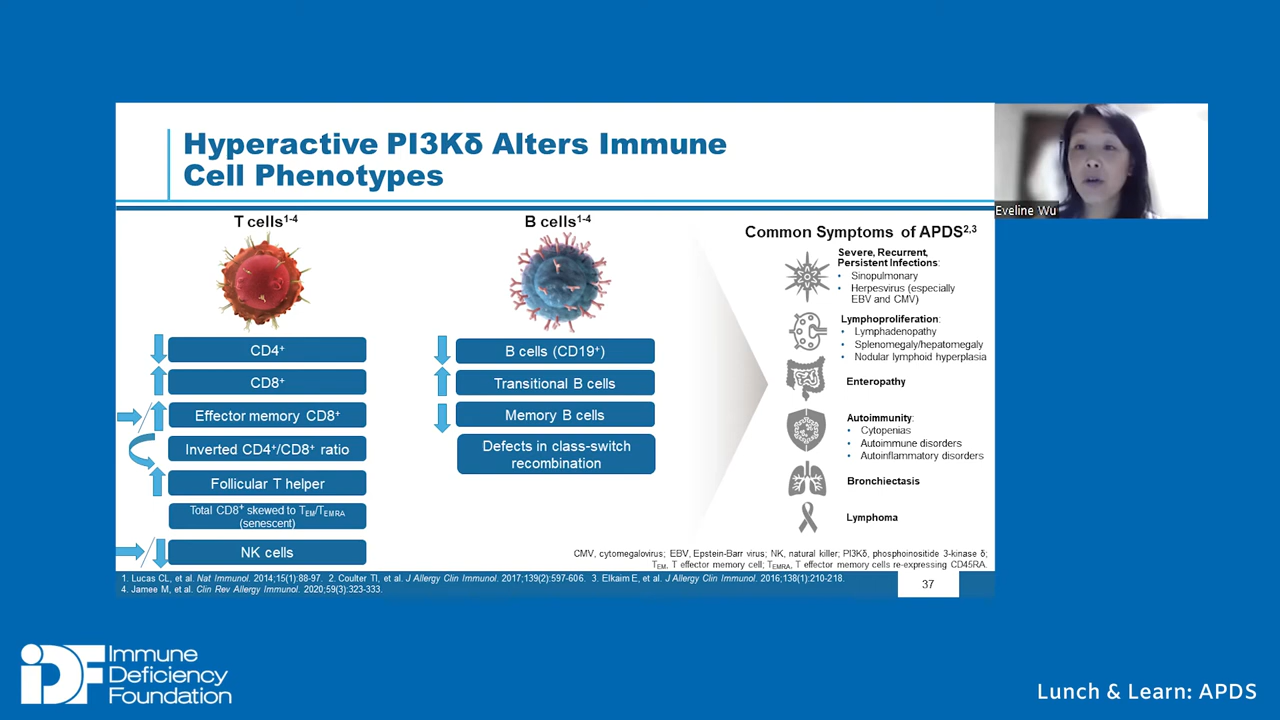 Hyperactive PI3Kδ Alters Immune
Cell Phenotypes
Eveline Wu
T cells1-4
CD4+
CD8+
Effector memory CD8+
Inverted CD4+/CD8+ ratio
Follicular T helper
Total CD8+ skewed to TEM/TEMRA
(senescent)
NK cells
B cells1-4
B cells (CD19+)
Transitional B cells
Memory B cells
Defects in class-switch
recombination
Common Symptoms of APDS2,3
Severe, Recurrent,
Persistent Infections:
• Sinopulmonary
• Herpesvirus (especially
EBV and CMV)
Lymphoproliferation:
• Lymphadenopathy
• Splenomegaly/hepatomegaly
• Nodular lymphoid hyperplasia
Enteropathy
Autoimmunity:
• Cytopenias
• Autoimmune disorders
• Autoinflammatory disorders
Bronchiectasis
Lymphoma
CMV, cytomegalovirus; EBV, Epstein-Barr virus; NK, natural killer; PI3Kδ, phosphoinositide 3-kinase δ;
TEM, T effector memory cell; TEMRA, T effector memory cells re-expressing CD45RA.
1. Lucas CL, et al. Nat Immunol. 2014;15(1):88-97. 2. Coulter TI, et al. J Allergy Clin Immunol. 2017;139(2):597-606. 3. Elkaim E, et al. J Allergy Clin Immunol. 2016;138(1):210-218.
4. Jamee M, et al. Clin Rev Allergy Immunol. 2020;59(3):323-333.
37
IDF
Immune
Deficiency
Foundation
Lunch & Learn: APDS